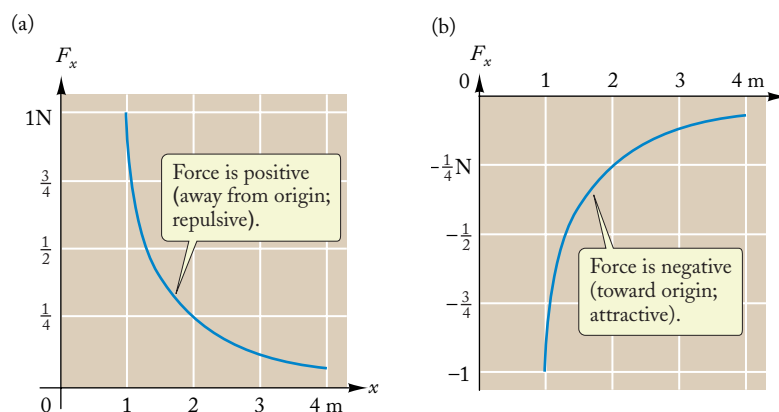 (a)
F_x
1N
3/4
1/2
1/4
0 1 2 3 4 m x
Force is positive
(away from origin;
repulsive).
(b)
F_x
0 1 2 3 4 m
-1/4 N
-1/2
-3/4
-1
Force is negative
(toward origin;
attractive).